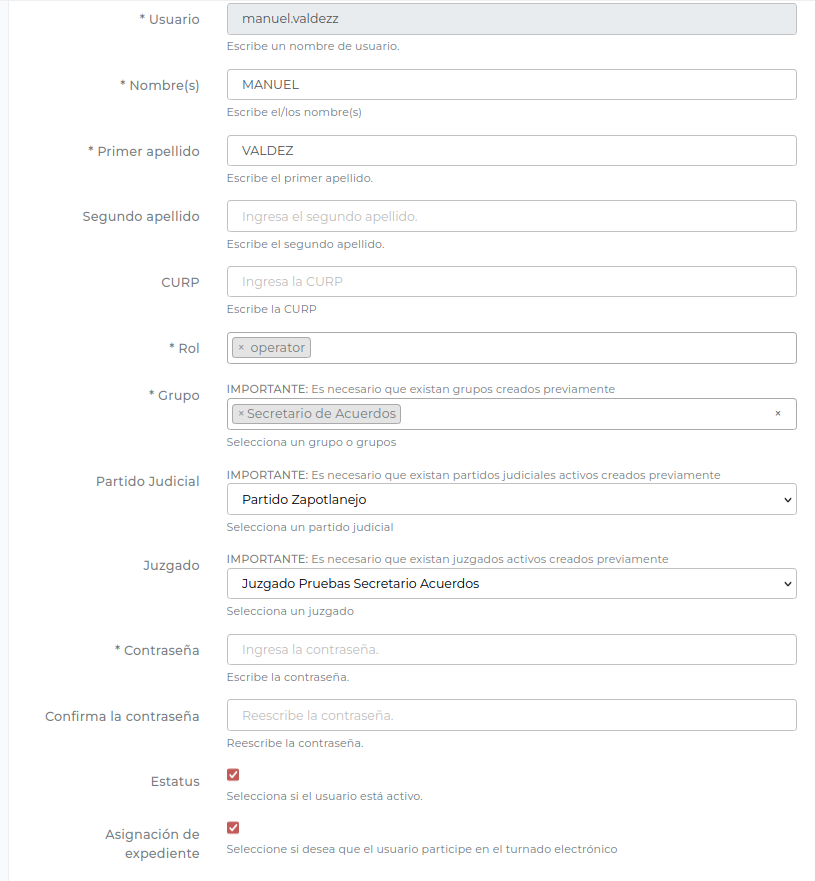 * Usuario
manuel.valdezz
Escribe un nombre de usuario.
* Nombre(s)
MANUEL
Escribe el/los nombre(s)
* Primer apellido
VALDEZ
Escribe el primer apellido.
Segundo apellido
Ingresa el segundo apellido.
Escribe el segundo apellido.
CURP
Ingresa la CURP
Escribe la CURP
* Rol
× operator
* Grupo
IMPORTANTE: Es necesario que existan grupos creados previamente
× Secretario de Acuerdos ×
Selecciona un grupo o grupos
Partido Judicial
IMPORTANTE: Es necesario que existan partidos judiciales activos creados previamente
Partido Zapotlanejo
Selecciona un partido judicial
Juzgado
IMPORTANTE: Es necesario que existan juzgados activos creados previamente
Juzgado Pruebas Secretario Acuerdos
Selecciona un juzgado
* Contraseña
Ingresa la contraseña.
Escribe la contraseña.
Confirma la contraseña
Reescribe la contraseña.
Reescribe la contraseña.
Estatus
Selecciona si el usuario está activo.
Asignación de
expediente
Seleccione si desea que el usuario participe en el turnado electrónico